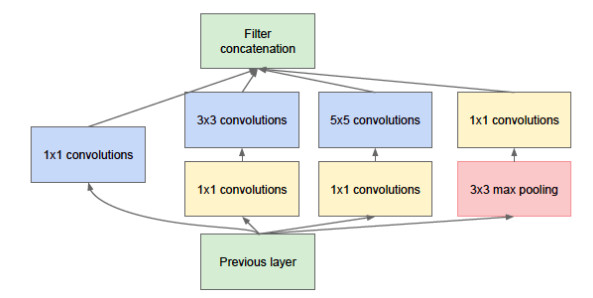 Filter
concatenation
3x3 convolutions
5x5 convolutions
1x1 convolutions
1x1 convolutions
1x1 convolutions
1x1 convolutions
3x3 max pooling
Previous layer